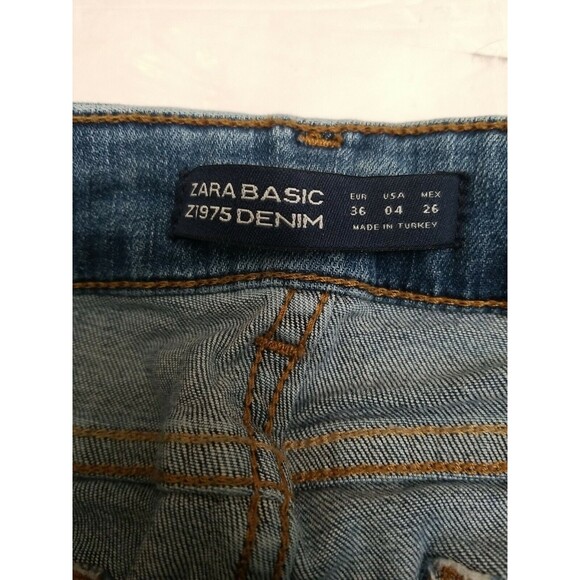 ZARA BASIC
Z1975 DENIM
EUR USA MEX
36 04 26
MADE IN TURKEY